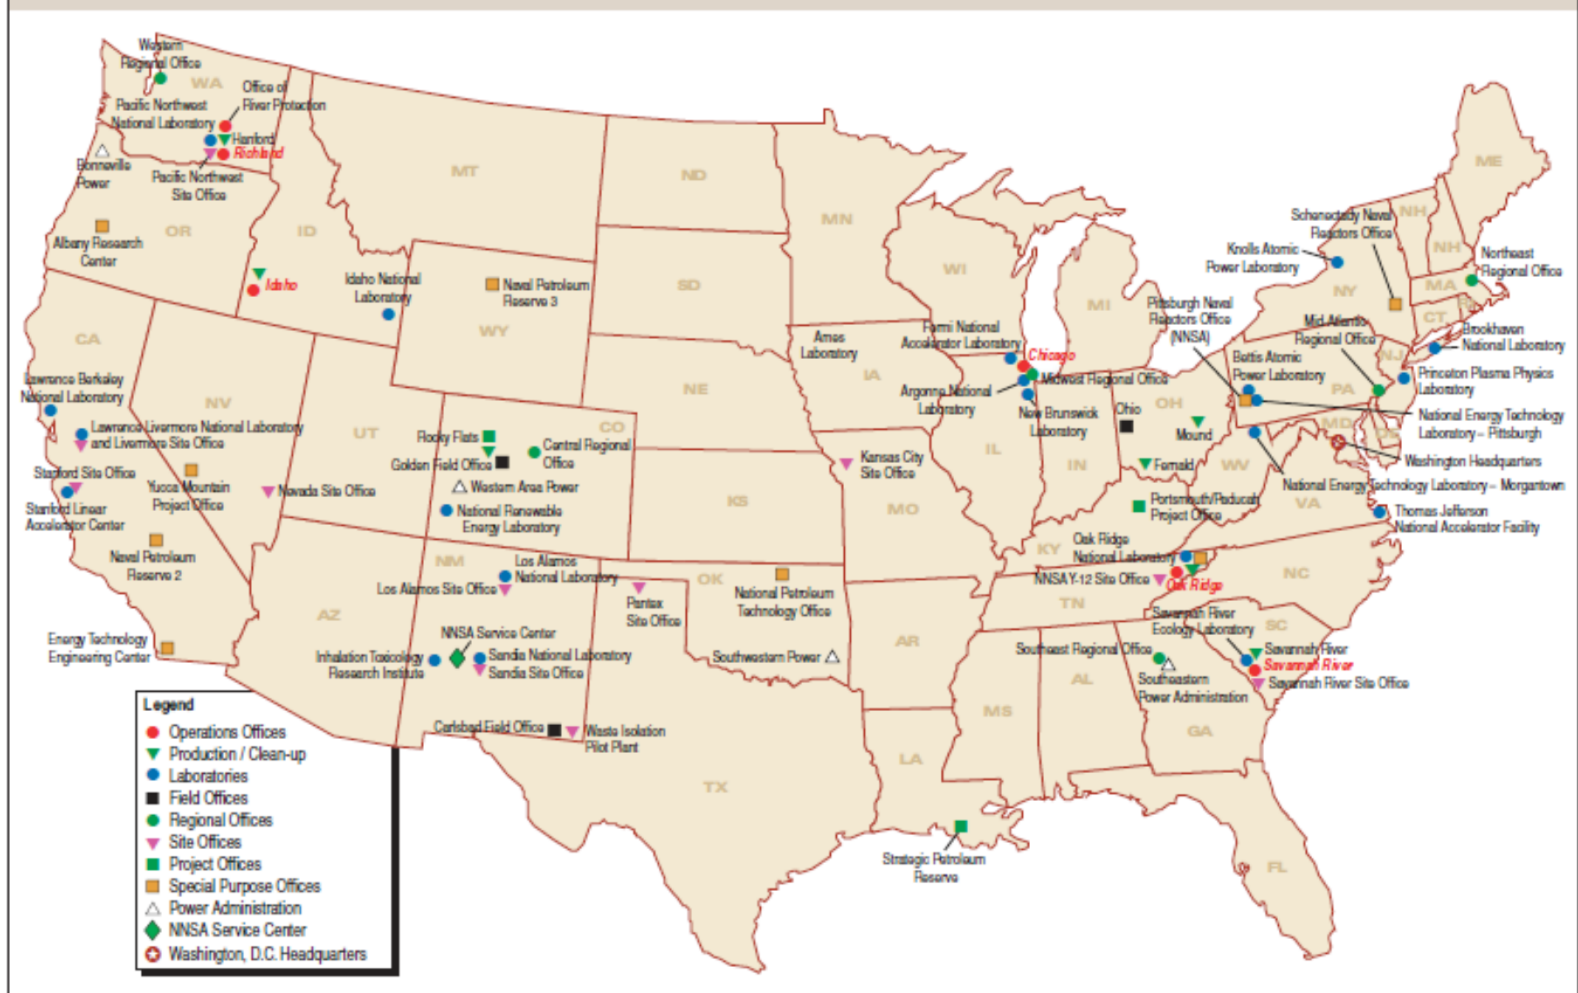 Western
Regional Office
WA
Office of
River Protection
Pacific Northwest
National Laboratory
Hanford
Richland
Bonneville
Power
Pacific Northwest
Site Office
MT
ND
MN
ME
Albany Research
Center
OR
ID
Idaho
Idaho National
Laboratory
Naval Petroleum
Reserve 3
WY
SD
WI
MI
Schenectady Naval
Reactors Office
NH
NH
Knolls Atomic
Power Laboratory
Northeast
Regional Office
NY
MA
RI
CT
Pittsburgh Naval
Reactors Office
(NNSA)
Mid Atlantic
Regional Office
Brookhaven
National Laboratory
CA
Ames
Laboratory
Fermi National
Accelerator Laboratory
Chicago
IA
Argonne National
Laboratory
Midwest Regional Office
New Brunswick
Laboratory
Bettis Atomic
Power Laboratory
NJ
PA
Princeton Plasma Physics
Laboratory
Lawrence Berkeley
National Laboratory
NV
NE
Ohio
OH
Mound
National Energy Technology
Laboratory – Pittsburgh
MD
DE
Lawrence Livermore National Laboratory
and Livermore Site Office
UT
Rocky Flats
CO
Golden Field Office
Central Regional
Office
Kansas City
Site Office
IL
IN
Fernald
WV
Washington Headquarters
Stanford Site Office
Yucca Mountain
Project Office
Nevada Site Office
Western Area Power
National Energy Technology Laboratory – Morgantown
Stanford Linear
Accelerator Center
National Renewable
Energy Laboratory
KS
MO
Portsmouth/Paducah
Project Office
VA
Thomas Jefferson
National Accelerator Facility
Naval Petroleum
Reserve 2
NM
Los Alamos
National Laboratory
Los Alamos Site Office
KY
Oak Ridge
National Laboratory
NNSA Y-12 Site Office
Oak Ridge
NC
OK
National Petroleum
Technology Office
Pantex
Site Office
AZ
TN
Energy Technology
Engineering Center
NNSA Service Center
Inhalation Toxicology
Research Institute
Sandia National Laboratory
Sandia Site Office
Southwestern Power
AR
Savannah River
Ecology Laboratory
SC
Southeast Regional Office
Savannah River
Savannah River
Savannah River Site Office
Southeastern
Power Administration
MS
AL
GA
Carlsbad Field Office
Waste Isolation
Pilot Plant
LA
TX
Strategic Petroleum
Reserve
FL
Legend
Operations Offices
Production / Clean-up
Laboratories
Field Offices
Regional Offices
Site Offices
Project Offices
Special Purpose Offices
Power Administration
NNSA Service Center
Washington, D.C. Headquarters